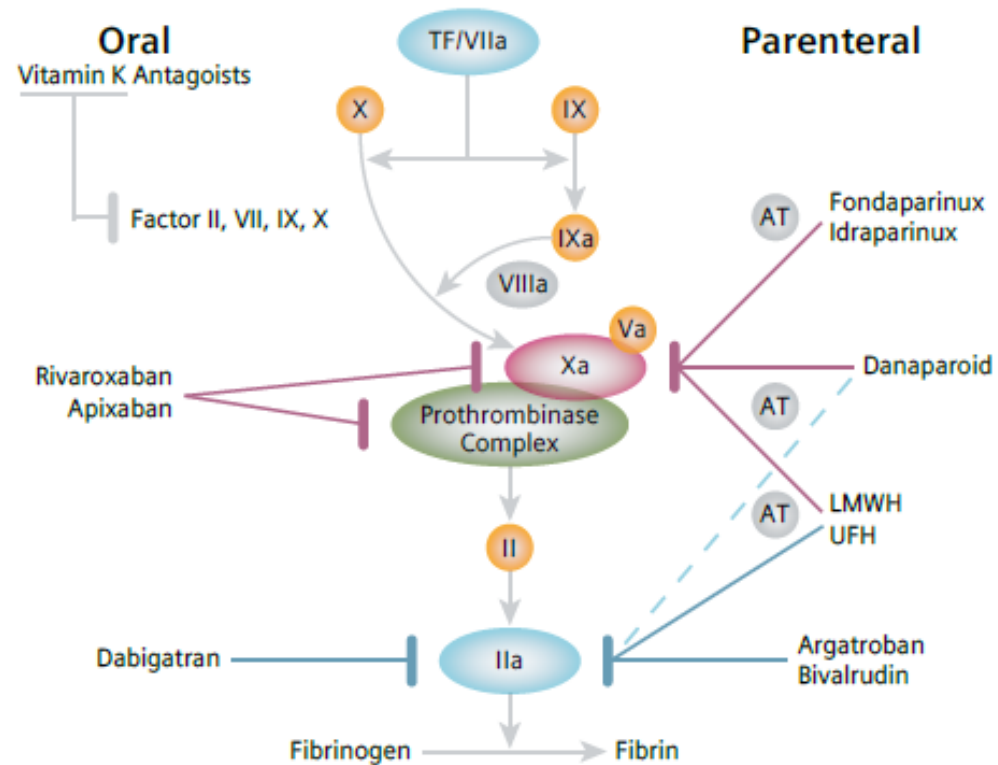 Oral
Vitamin K Antagoists
TF/VIIa
Parenteral
X
IX
Factor II, VII, IX, X
IXa
VIIIa
AT
Fondaparinux
Idraparinux
Va
Xa
Rivaroxaban
Apixaban
Danaparoid
Prothrombinase
Complex
AT
AT
LMWH
UFH
II
Dabigatran
IIa
Argatroban
Bivalrudin
Fibrinogen
Fibrin